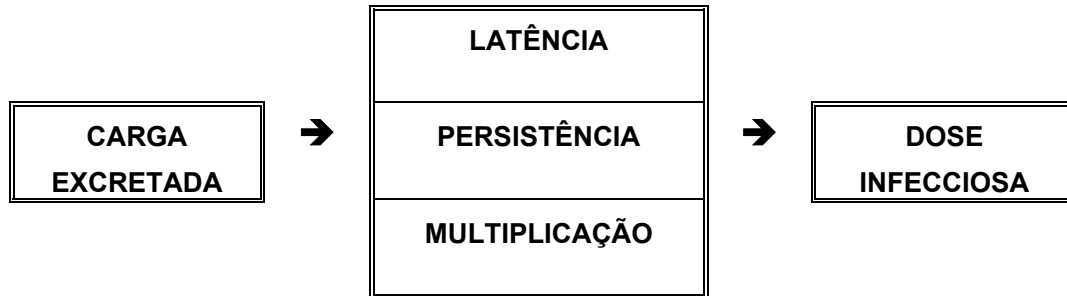 CARGA
EXCRETADA
LATÊNCIA
PERSISTÊNCIA
MULTIPLICAÇÃO
DOSE
INFECCIOSA